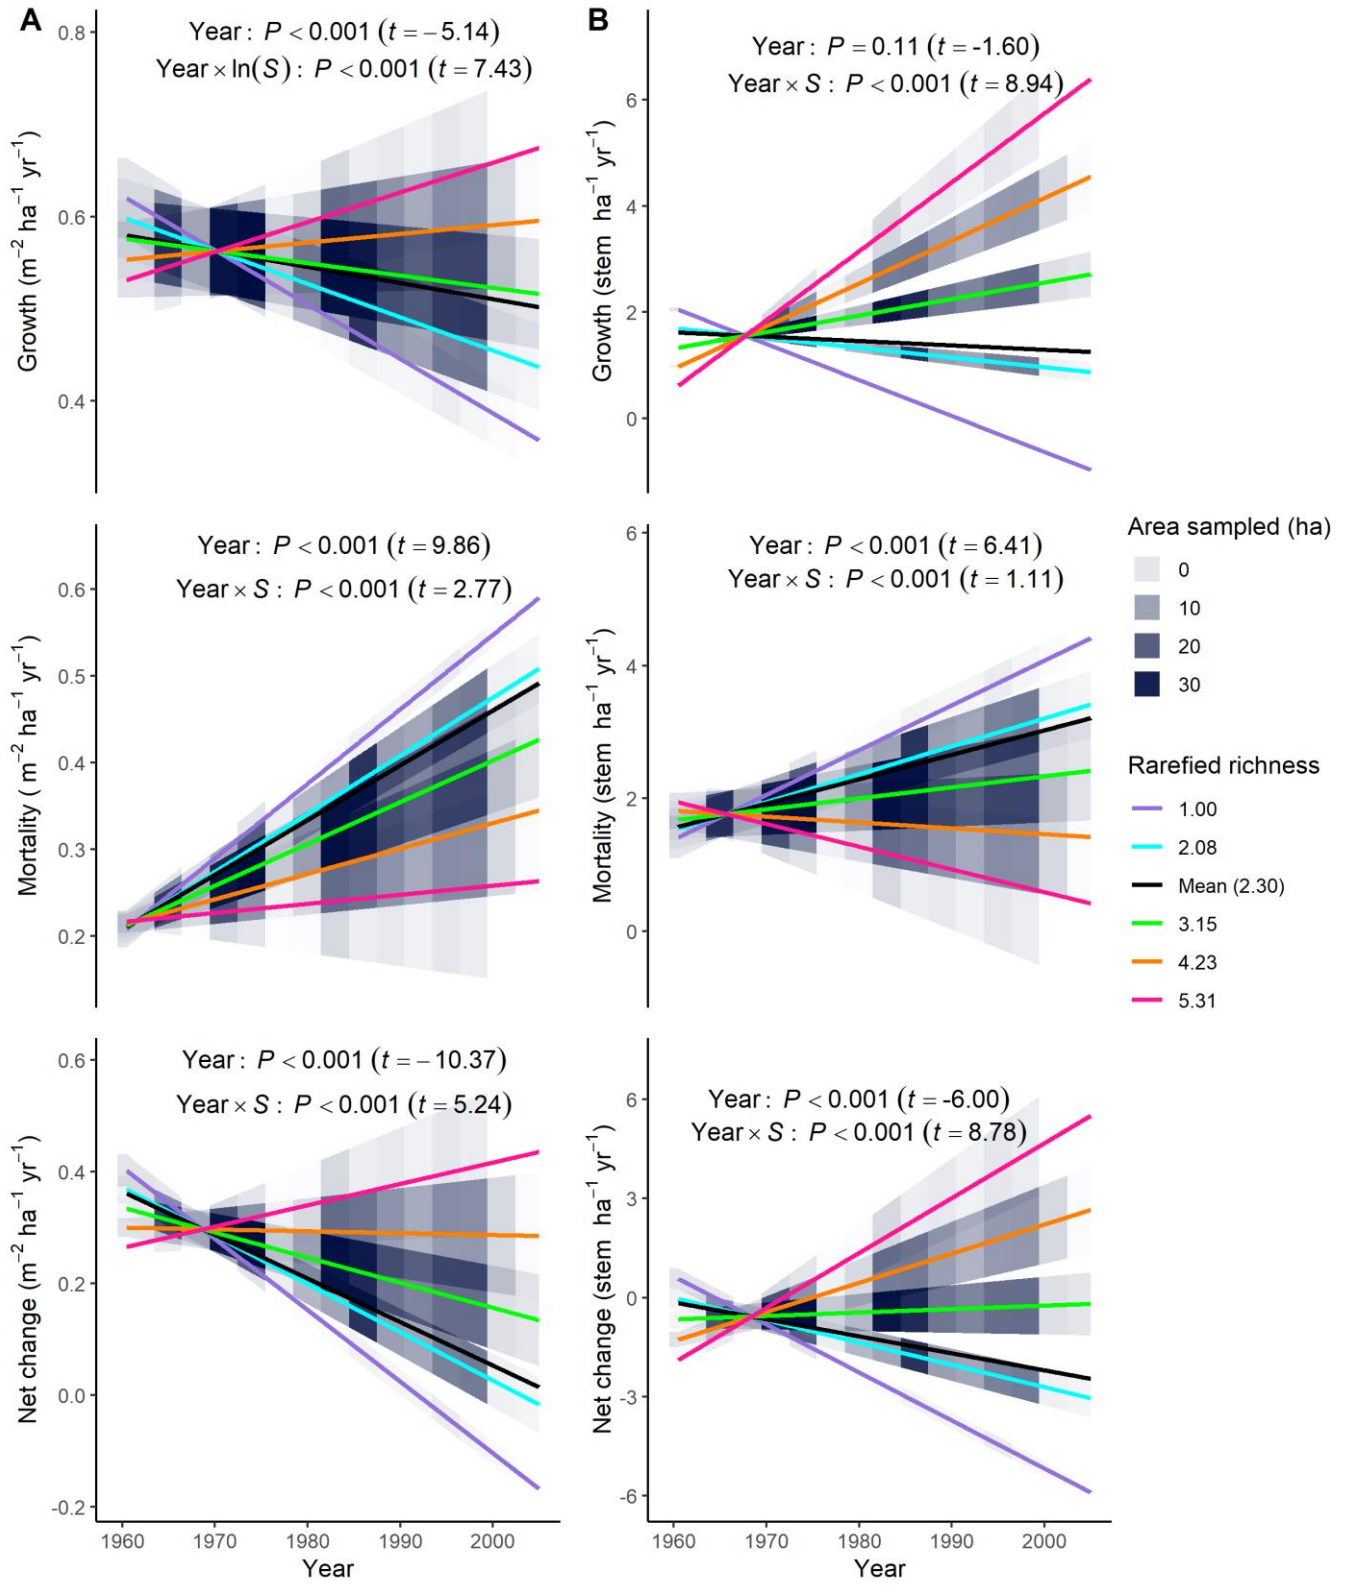 A
Year: P < 0.001 (t = − 5.14)
Year × ln(S): P < 0.001 (t = 7.43)
Growth (m⁻² ha⁻¹ yr⁻¹)
0.8
0.6
0.4
B
Year: P = 0.11 (t = -1.60)
Year × S: P < 0.001 (t = 8.94)
Growth (stem ha⁻¹ yr⁻¹)
6
4
2
0
Year: P < 0.001 (t = 9.86)
Year × S: P < 0.001 (t = 2.77)
Mortality ( m⁻² ha⁻¹ yr⁻¹)
0.6
0.5
0.4
0.3
0.2
Year: P < 0.001 (t = 6.41)
Year × S: P < 0.001 (t = 1.11)
Mortality (stem ha⁻¹ yr⁻¹)
6
4
2
0
Year: P < 0.001 (t = − 10.37)
Year × S: P < 0.001 (t = 5.24)
Net change (m⁻² ha⁻¹ yr⁻¹)
0.6
0.4
0.2
0.0
-0.2
1960 1970 1980 1990 2000
Year
Year: P < 0.001 (t = -6.00)
Year × S: P < 0.001 (t = 8.78)
Net change (stem ha⁻¹ yr⁻¹)
6
3
0
-3
-6
1960 1970 1980 1990 2000
Year
Area sampled (ha)
0
10
20
30
Rarefied richness
1.00
2.08
Mean (2.30)
3.15
4.23
5.31